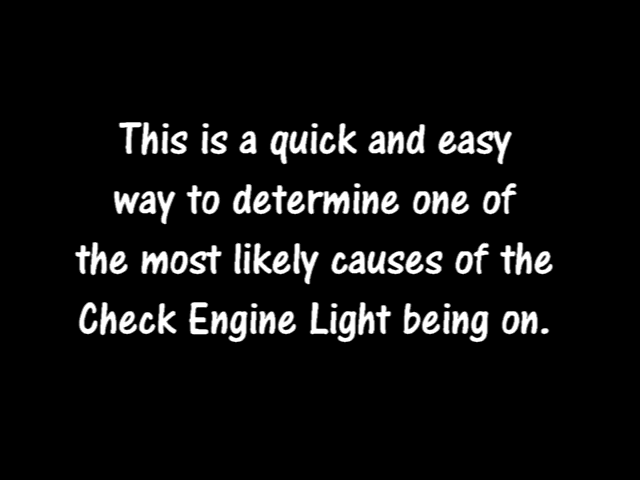 This is a quick and easy
way to determine one of
the most likely causes of the
Check Engine Light being on.